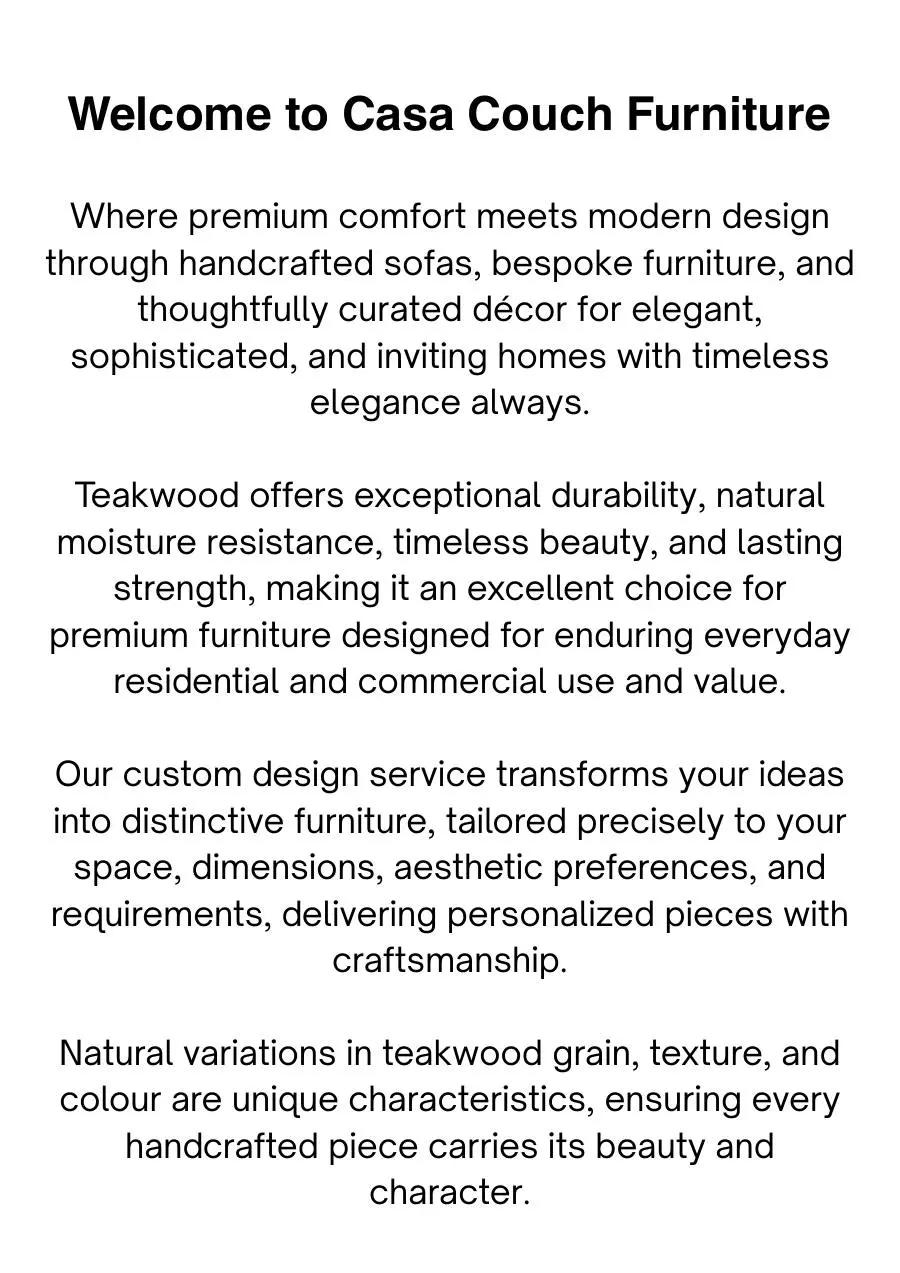 Welcome to Casa Couch Furniture
Where premium comfort meets modern design
through handcrafted sofas, bespoke furniture, and
thoughtfully curated décor for elegant,
sophisticated, and inviting homes with timeless
elegance always.
Teakwood offers exceptional durability, natural
moisture resistance, timeless beauty, and lasting
strength, making it an excellent choice for
premium furniture designed for enduring everyday
residential and commercial use and value.
Our custom design service transforms your ideas
into distinctive furniture, tailored precisely to your
space, dimensions, aesthetic preferences, and
requirements, delivering personalized pieces with
craftsmanship.
Natural variations in teakwood grain, texture, and
colour are unique characteristics, ensuring every
handcrafted piece carries its beauty and
character.